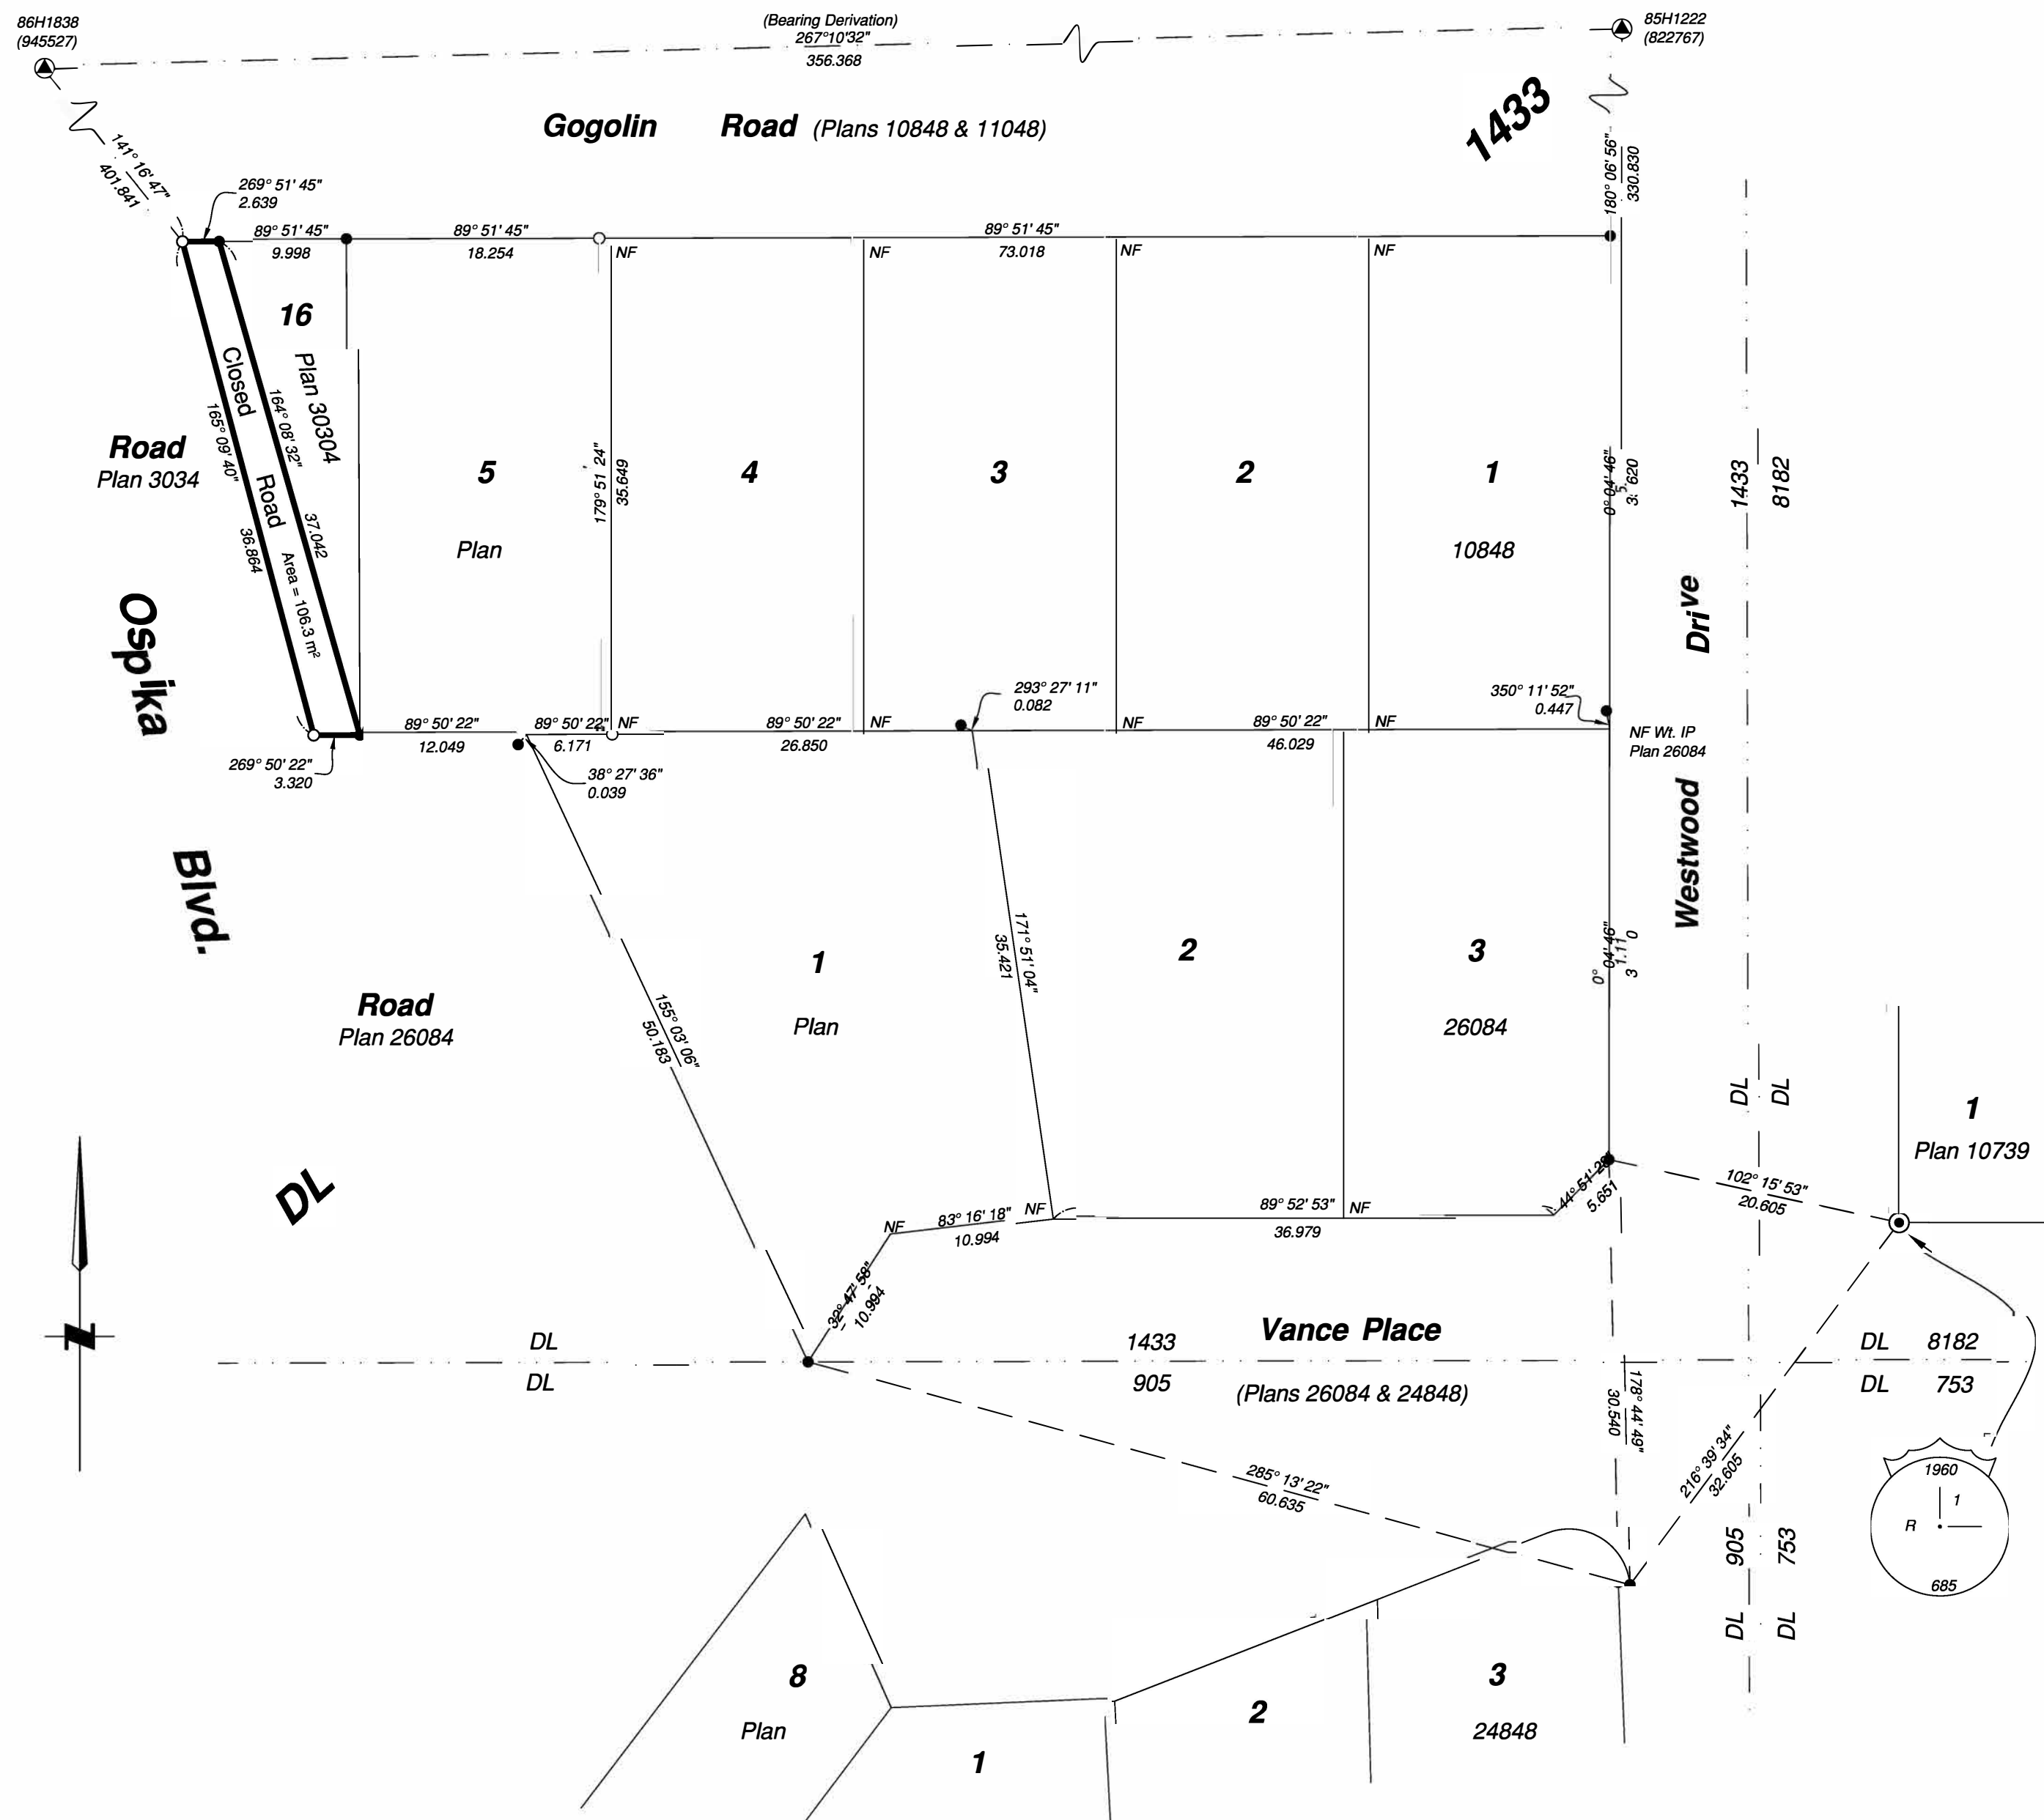 86H1838
(945527)
(Bearing Derivation)
267°10'32"
356.368
85H1222
(822767)
Gogolin Road (Plans 10848 & 11048)
1433
141° 16' 47"
401.841
180° 06' 56"
330.830
269° 51' 45"
2.639
89° 51' 45"
9.998
89° 51' 45"
18.254
89° 51' 45"
73.018
NF
NF
NF
NF
16
Plan 30304
Closed Road
Area = 106.3 m²
164° 08' 32"
37.042
165° 09' 40"
36.864
Road
Plan 3034
5
4
3
2
1
Plan
10848
179° 51' 24"
35.649
0° 04' 46"
1433
8182
Ospika
Blvd.
Westwood Drive
293° 27' 11"
0.082
350° 11' 52"
0.447
NF Wt. IP
Plan 26084
89° 50' 22"
12.049
89° 50' 22"
6.171
NF
89° 50' 22"
26.850
NF
NF
89° 50' 22"
46.029
NF
269° 50' 22"
3.320
38° 27' 36"
0.039
1
2
3
Plan
26084
171° 51' 04"
35.421
155° 03' 06"
50.183
0° 04' 46"
Road
Plan 26084
DL
DL
DL
1
Plan 10739
DL
44° 51' 28"
5.651
102° 15' 53"
20.605
NF
83° 16' 18"
10.994
NF
89° 52' 53"
36.979
NF
32° 47' 58"
10.994
Vance Place
DL
1433
DL
8182
DL
905
(Plans 26084 & 24848)
DL
753
178° 44' 49"
30.540
216° 39' 34"
32.605
285° 13' 22"
60.635
1960
1
R
685
905
753
DL
DL
8
Plan
1
2
3
24848